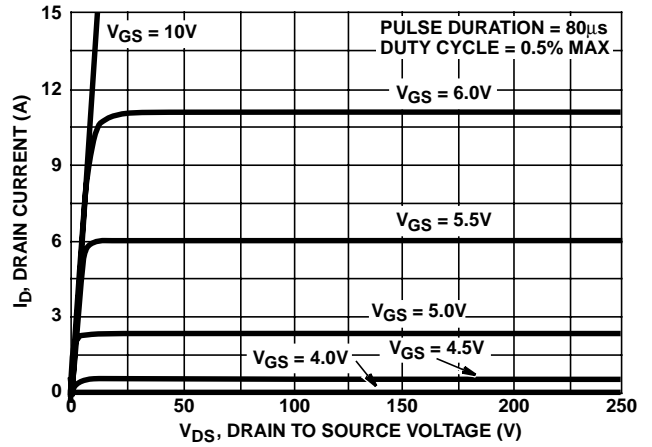 15
12
9
6
3
0
I_D, DRAIN CURRENT (A)
V_GS = 10V
PULSE DURATION = 80µs
DUTY CYCLE = 0.5% MAX
V_GS = 6.0V
V_GS = 5.5V
V_GS = 5.0V
V_GS = 4.0V
V_GS = 4.5V
0 50 100 150 200 250
V_DS, DRAIN TO SOURCE VOLTAGE (V)